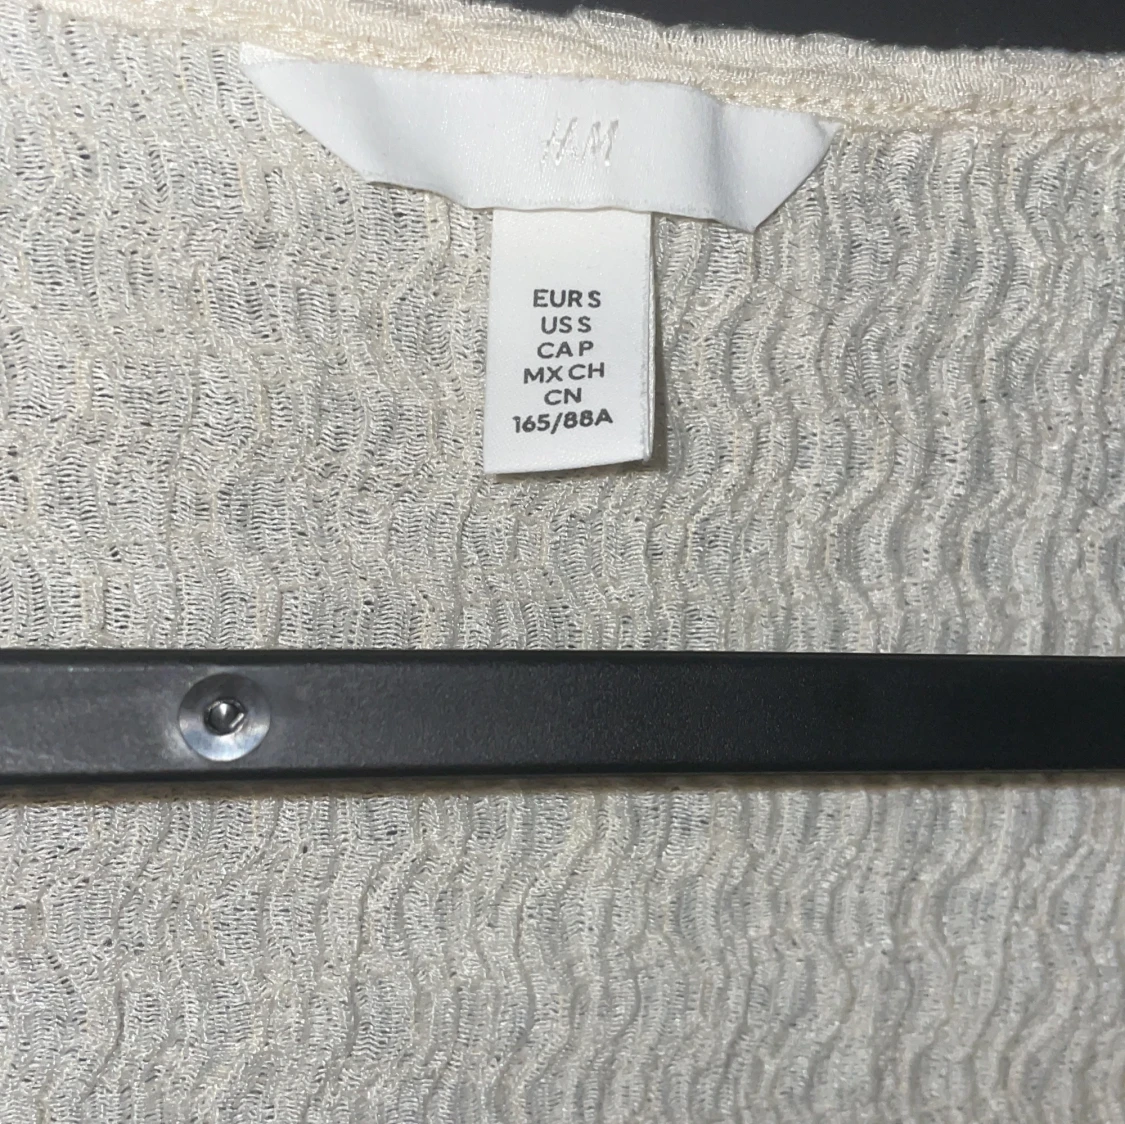 H&M
EUR S
US S
CA P
MX CH
CN
165/88A